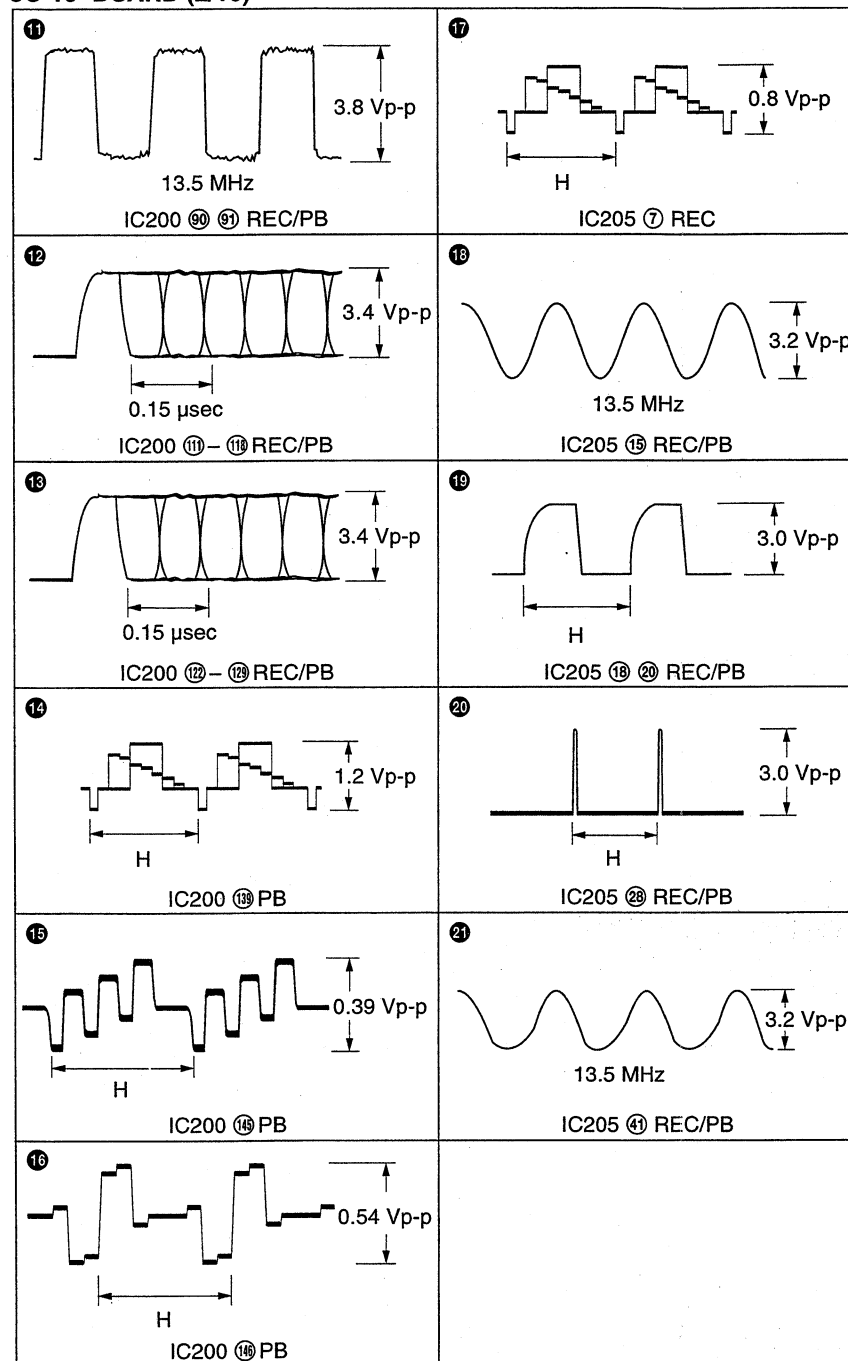 11
3.8 Vp-p
13.5 MHz
IC200 90 91 REC/PB
12
3.4 Vp-p
0.15 µsec
IC200 111 – 118 REC/PB
13
3.4 Vp-p
0.15 µsec
IC200 122 – 129 REC/PB
14
1.2 Vp-p
H
IC200 139 PB
15
0.39 Vp-p
H
IC200 145 PB
16
0.54 Vp-p
H
IC200 146 PB
17
0.8 Vp-p
H
IC205 7 REC
18
3.2 Vp-p
13.5 MHz
IC205 15 REC/PB
19
3.0 Vp-p
H
IC205 18 20 REC/PB
20
3.0 Vp-p
H
IC205 28 REC/PB
21
3.2 Vp-p
13.5 MHz
IC205 41 REC/PB